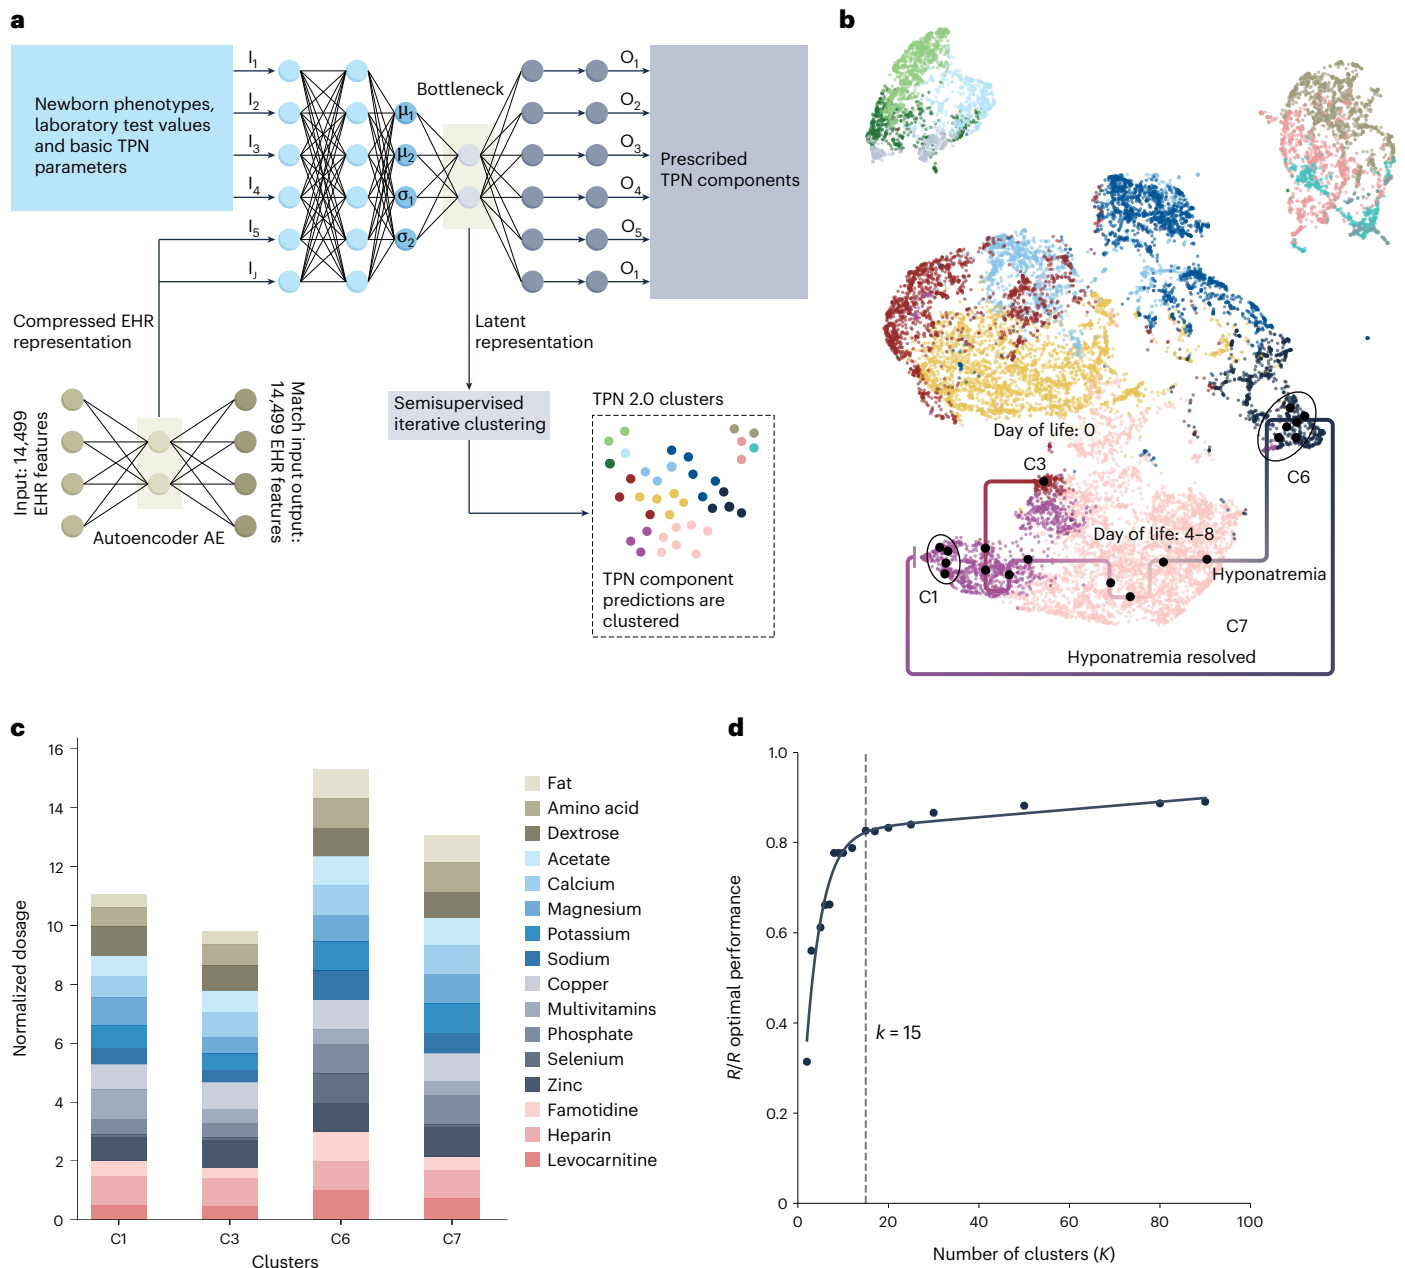 a
Newborn phenotypes,
laboratory test values
and basic TPN
parameters
I1
I2
I3
I4
I5
IJ
μ1
μ2
σ1
σ2
Bottleneck
O1
O2
O3
O4
O5
O1
Prescribed
TPN components
Compressed EHR
representation
Latent
representation
Input: 14,499
EHR features
Match input output:
14,499 EHR features
Autoencoder AE
Semisupervised
iterative clustering
TPN 2.0 clusters
TPN component
predictions are
clustered
b
Day of life: 0
C3
C6
Day of life: 4–8
Hyponatremia
C1
C7
Hyponatremia resolved
c
Normalized dosage
16
14
12
10
8
6
4
2
0
C1
C3
C6
C7
Clusters
Fat
Amino acid
Dextrose
Acetate
Calcium
Magnesium
Potassium
Sodium
Copper
Multivitamins
Phosphate
Selenium
Zinc
Famotidine
Heparin
Levocarnitine
d
R/R optimal performance
1.0
0.8
0.6
0.4
0.2
0
k = 15
0
20
40
60
80
100
Number of clusters (K)